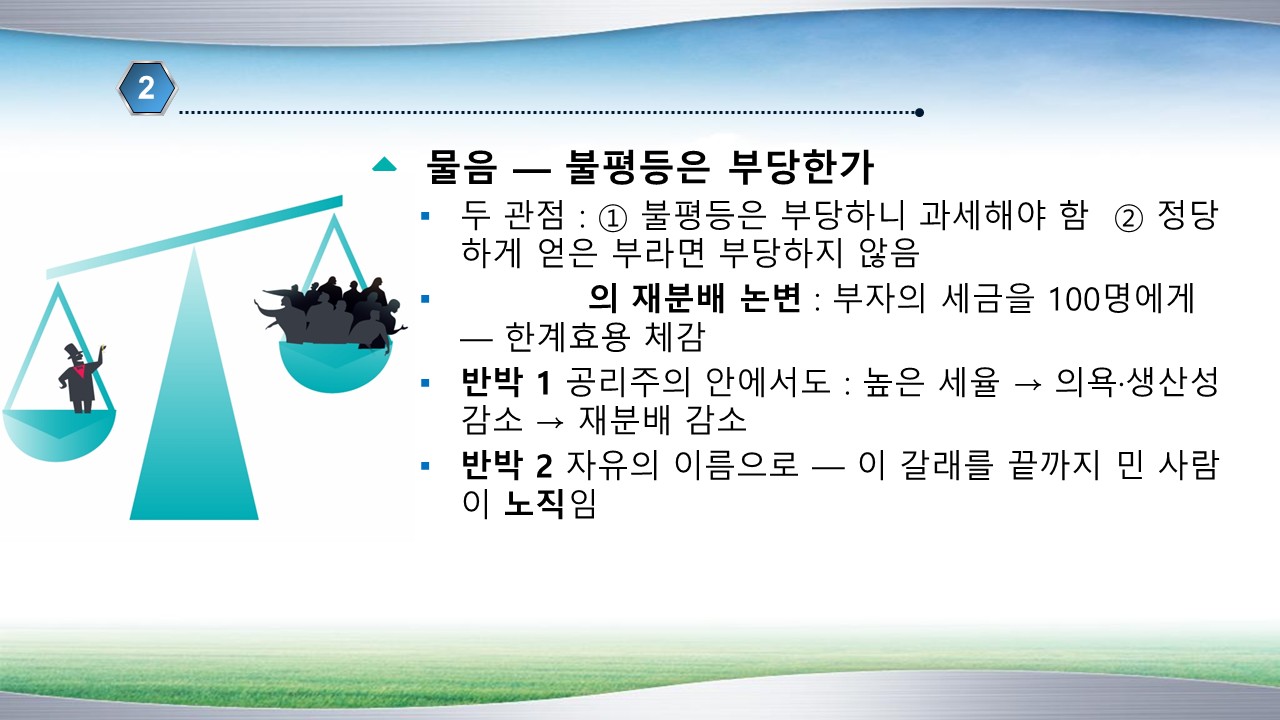 2
물음 — 불평등은 부당한가
두 관점 : ① 불평등은 부당하니 과세해야 함 ② 정당
하게 얻은 부라면 부당하지 않음
의 재분배 논변 : 부자의 세금을 100명에게
— 한계효용 체감
반박 1 공리주의 안에서도 : 높은 세율 → 의욕·생산성
감소 → 재분배 감소
반박 2 자유의 이름으로 — 이 갈래를 끝까지 민 사람
이 노직임